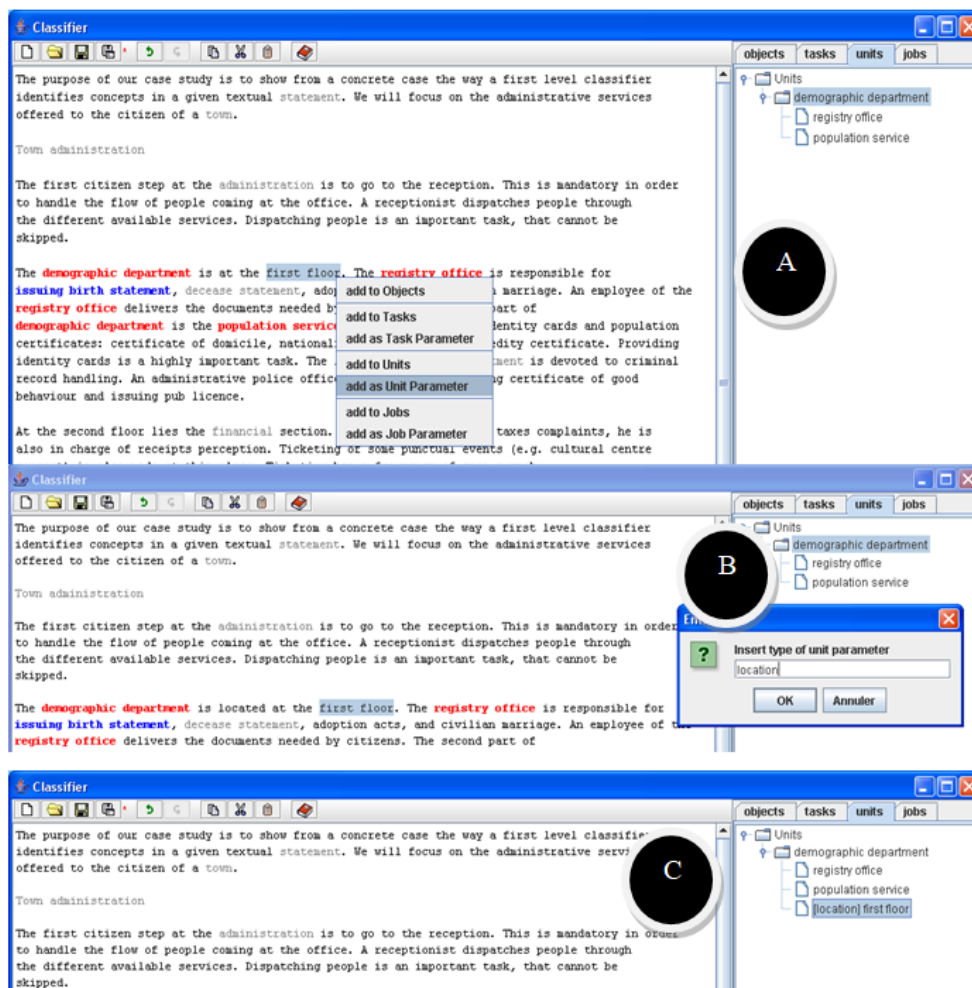 Classifier
objects tasks units jobs
The purpose of our case study is to show from a concrete case the way a first level classifier
identifies concepts in a given textual statement. We will focus on the administrative services
offered to the citizen of a town.
Town administration
The first citizen step at the administration is to go to the reception. This is mandatory in order
to handle the flow of people coming at the office. A receptionist dispatches people through
the different available services. Dispatching people is an important task, that cannot be
skipped.
The demographic department is at the first floor. The registry office is responsible for
issuing birth statement, decease statement, marriage. An employee of the
registry office delivers the documents needed
demographic department is the population identity cards and population
certificates: certificate of domicile, certificate. Providing
identity cards is a highly important task. The is devoted to criminal
record handling. An administrative police certificate of good
behaviour and issuing pub licence.
At the second floor lies the financial section. taxes complaints, he is
also in charge of receipts perception. Ticketing of some punctual events (e.g. cultural centre
add to Objects
add to Tasks
add as Task Parameter
add to Units
add as Unit Parameter
add to Jobs
add as Job Parameter
Units
demographic department
registry office
population service
A
Classifier
objects tasks units jobs
The purpose of our case study is to show from a concrete case the way a first level classifier
identifies concepts in a given textual statement. We will focus on the administrative services
offered to the citizen of a town.
Town administration
The first citizen step at the administration is to go to the reception. This is mandatory in order
to handle the flow of people coming at the office. A receptionist dispatches people through
the different available services. Dispatching people is an important task, that cannot be
skipped.
The demographic department is located at the first floor. The registry office is responsible for
issuing birth statement, decease statement, adoption acts, and civilian marriage. An employee of
registry office delivers the documents needed by citizens. The second part of
Units
demographic department
registry office
population service
B
Insert type of unit parameter
location
OK Annuler
Classifier
objects tasks units jobs
The purpose of our case study is to show from a concrete case the way a first level
identifies concepts in a given textual statement. We will focus on the administrative
offered to the citizen of a town.
Town administration
The first citizen step at the administration is to go to the reception. This is mandatory in
to handle the flow of people coming at the office. A receptionist dispatches people through
the different available services. Dispatching people is an important task, that cannot be
skipped.
C
Units
demographic department
registry office
population service
[location] first floor